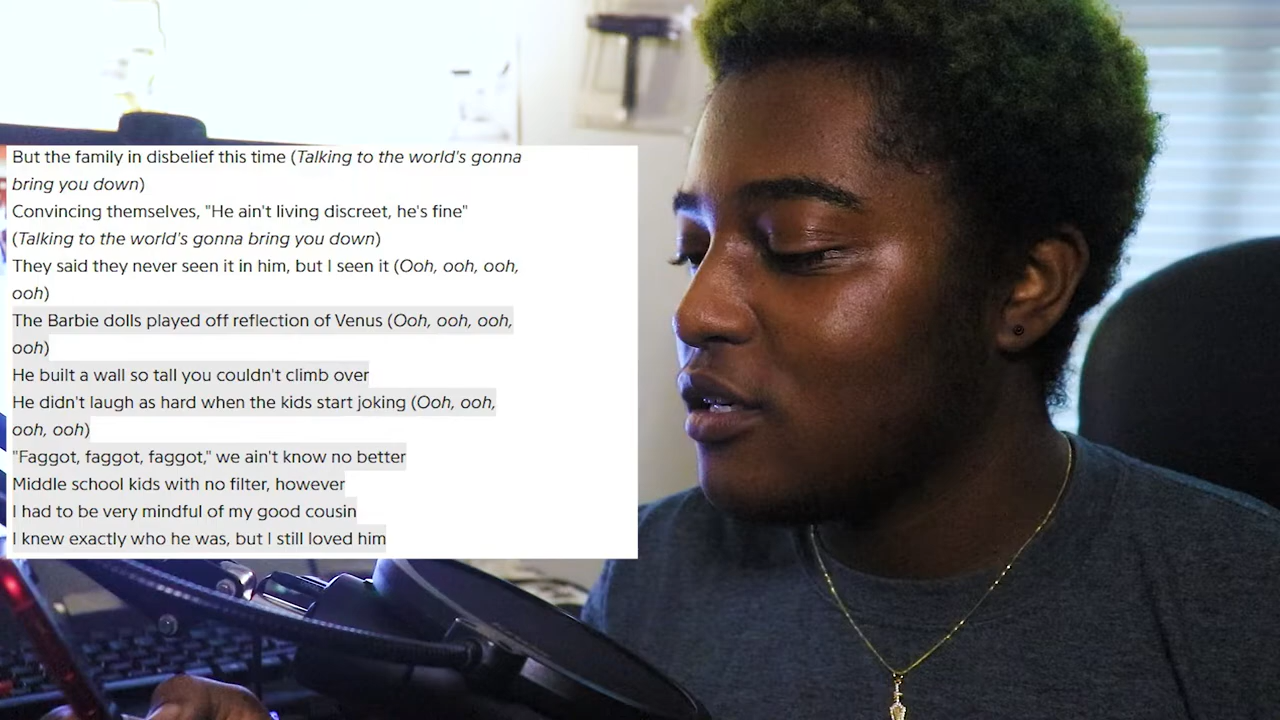 But the family in disbelief this time (Talking to the world's gonna
bring you down)
Convincing themselves, "He ain't living discreet, he's fine"
(Talking to the world's gonna bring you down)
They said they never seen it in him, but I seen it (Ooh, ooh, ooh,
ooh)
The Barbie dolls played off reflection of Venus (Ooh, ooh, ooh,
ooh)
He built a wall so tall you couldn't climb over
He didn't laugh as hard when the kids start joking (Ooh, ooh,
ooh, ooh)
"Faggot, faggot, faggot," we ain't know no better
Middle school kids with no filter, however
I had to be very mindful of my good cousin
I knew exactly who he was, but I still loved him